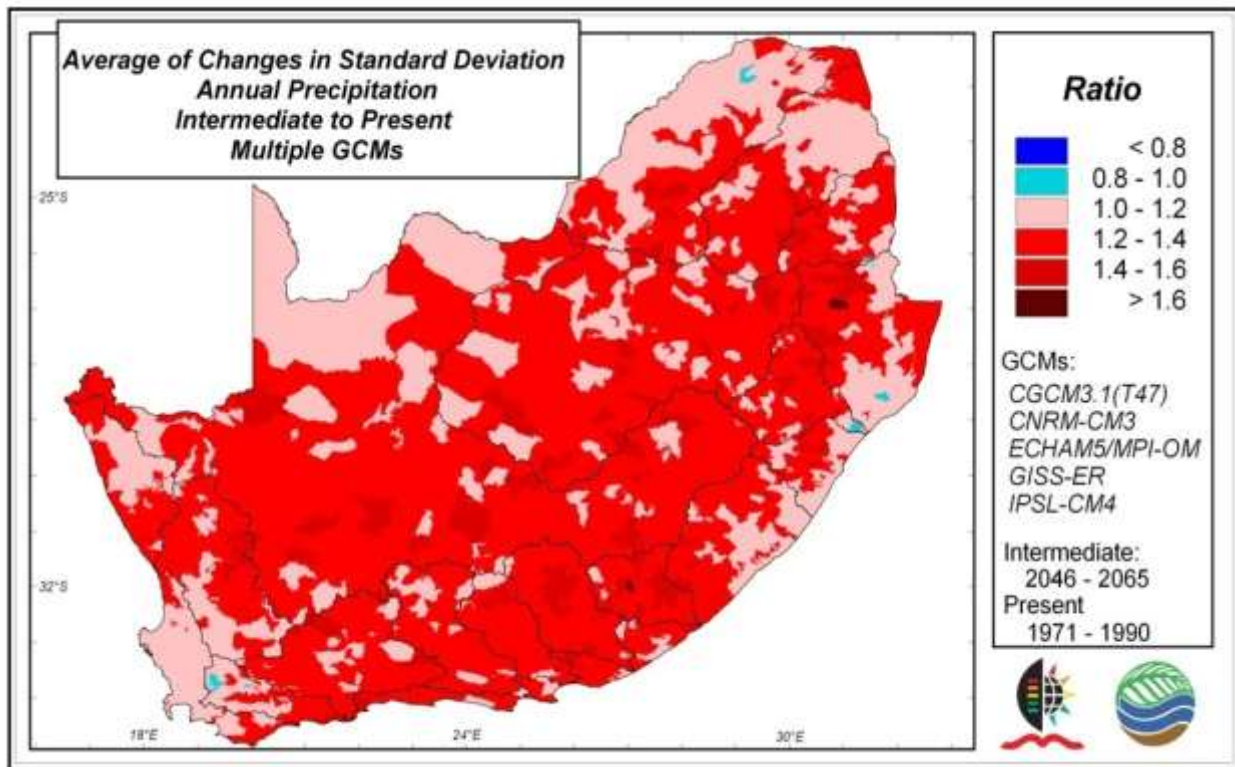 Average of Changes in Standard Deviation
Annual Precipitation
Intermediate to Present
Multiple GCMs
Ratio
< 0.8
0.8 - 1.0
1.0 - 1.2
1.2 - 1.4
1.4 - 1.6
> 1.6
GCMs:
CGCM3.1(T47)
CNRM-CM3
ECHAM5/MPI-OM
GISS-ER
IPSL-CM4
Intermediate:
2046 - 2065
Present
1971 - 1990
25°S
32°S
18°E
24°E
30°E